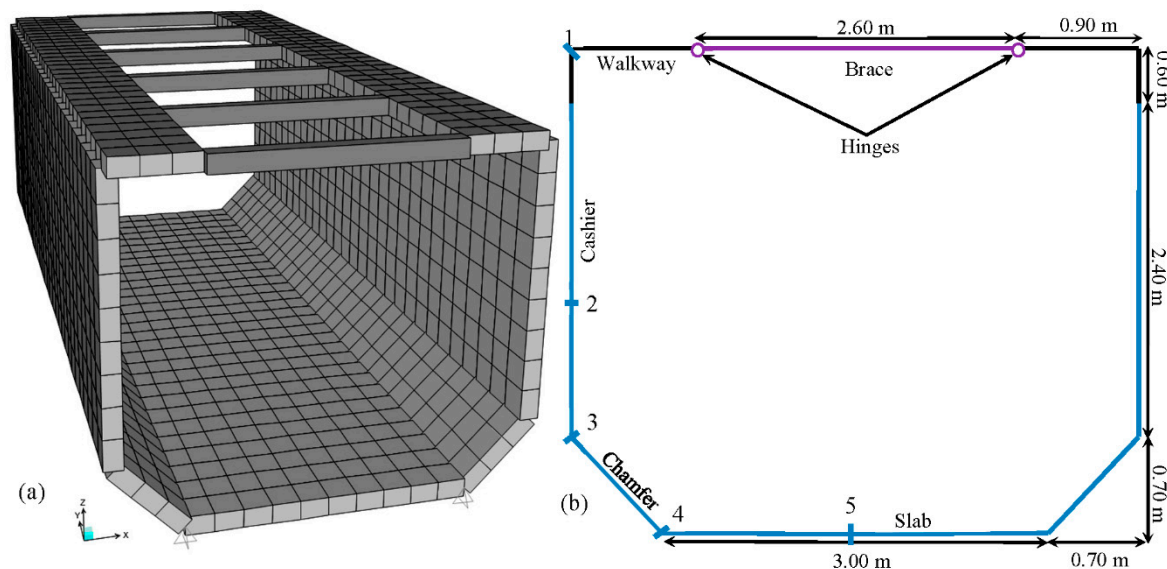 (a)
Z
Y
X
(b)
1
2.60 m
0.90 m
Walkway
Brace
0.60 m
Hinges
Cashier
2.40 m
2
3
Chamfer
4
5
Slab
0.70 m
3.00 m
0.70 m